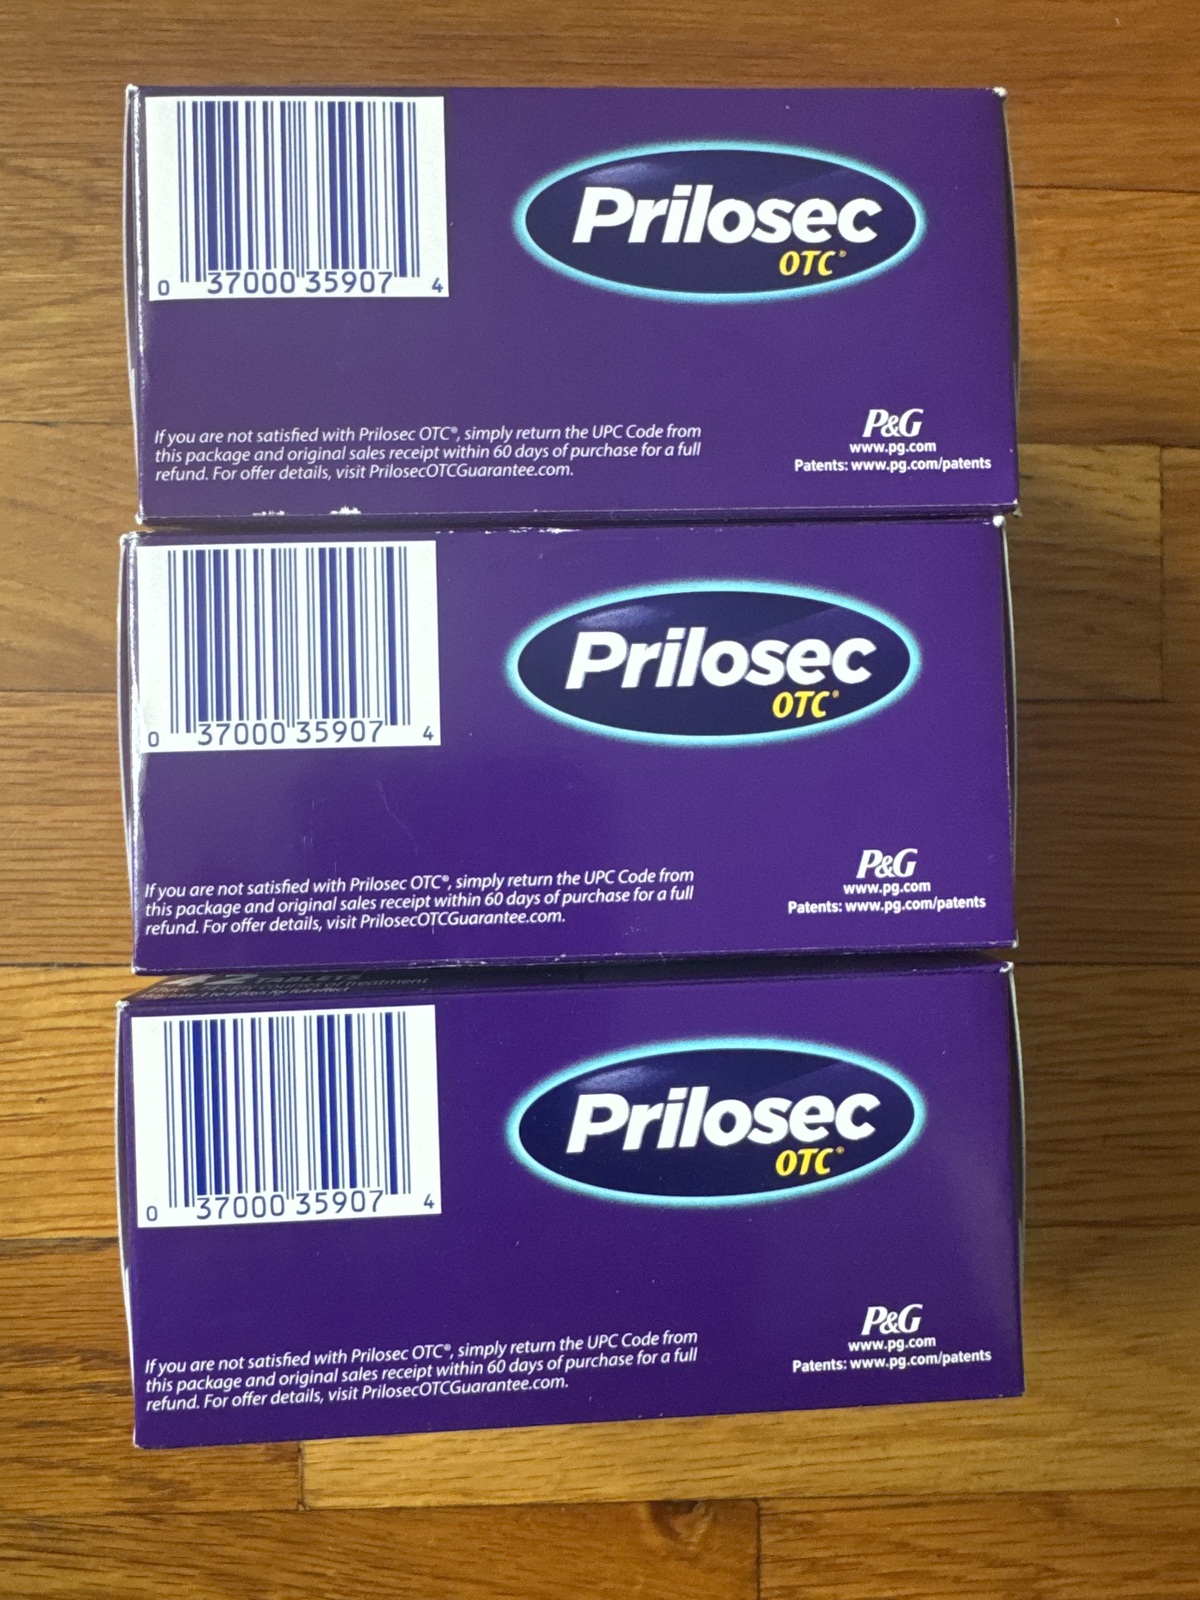 0 37000 35907 4
Prilosec
OTC®
If you are not satisfied with Prilosec OTC®, simply return the UPC Code from
this package and original sales receipt within 60 days of purchase for a full
refund. For offer details, visit PrilosecOTCGuarantee.com.
P&G
www.pg.com
Patents: www.pg.com/patents
0 37000 35907 4
Prilosec
OTC®
If you are not satisfied with Prilosec OTC®, simply return the UPC Code from
this package and original sales receipt within 60 days of purchase for a full
refund. For offer details, visit PrilosecOTCGuarantee.com.
P&G
www.pg.com
Patents: www.pg.com/patents
42 TABLETS
courses of treatment
0 37000 35907 4
Prilosec
OTC®
If you are not satisfied with Prilosec OTC®, simply return the UPC Code from
this package and original sales receipt within 60 days of purchase for a full
refund. For offer details, visit PrilosecOTCGuarantee.com.
P&G
www.pg.com
Patents: www.pg.com/patents